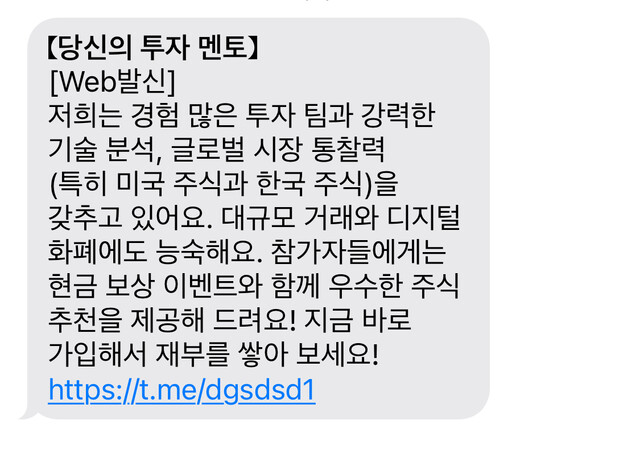 【당신의 투자 멘토】
[Web발신]
저희는 경험 많은 투자 팀과 강력한
기술 분석, 글로벌 시장 통찰력
(특히 미국 주식과 한국 주식)을
갖추고 있어요. 대규모 거래와 디지털
화폐에도 능숙해요. 참가자들에게는
현금 보상 이벤트와 함께 우수한 주식
추천을 제공해 드려요! 지금 바로
가입해서 재부를 쌓아 보세요!
https://t.me/dgsdsd1